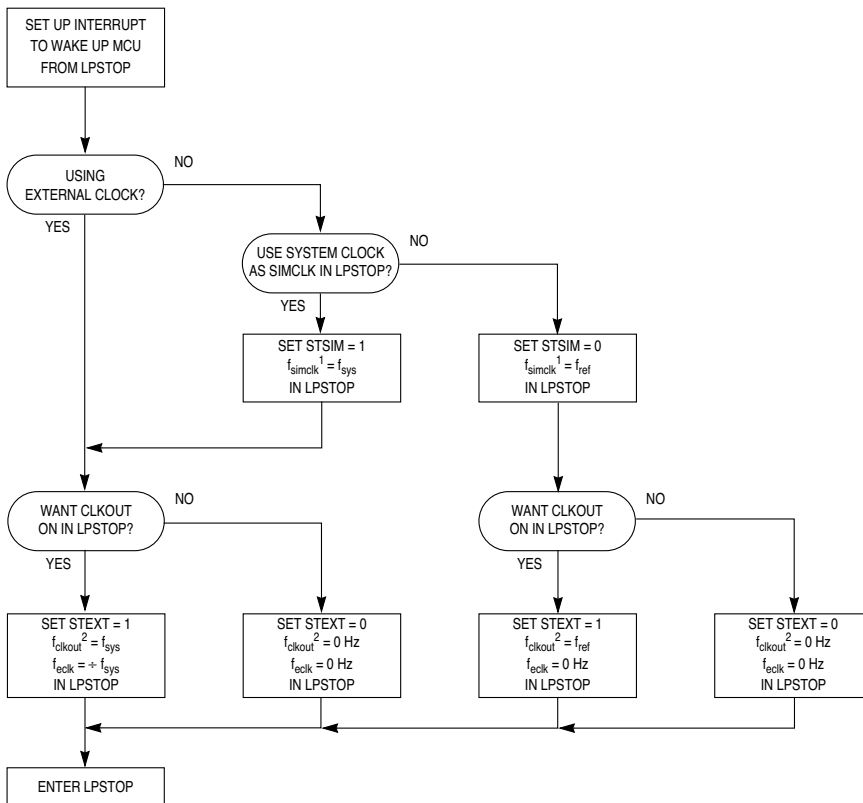 SET UP INTERRUPT
TO WAKE UP MCU
FROM LPSTOP
USING
EXTERNAL CLOCK?
NO
YES
USE SYSTEM CLOCK
AS SIMCLK IN LPSTOP?
NO
YES
SET STSIM = 1
fsimclk1 = fsys
IN LPSTOP
SET STSIM = 0
fsimclk1 = fref
IN LPSTOP
WANT CLKOUT
ON IN LPSTOP?
NO
YES
WANT CLKOUT
ON IN LPSTOP?
NO
YES
SET STEXT = 1
fclkout2 = fsys
feclk = ÷ fsys
IN LPSTOP
SET STEXT = 0
fclkout2 = 0 Hz
feclk = 0 Hz
IN LPSTOP
SET STEXT = 1
fclkout2 = fref
feclk = 0 Hz
IN LPSTOP
SET STEXT = 0
fclkout2 = 0 Hz
feclk = 0 Hz
IN LPSTOP
ENTER LPSTOP